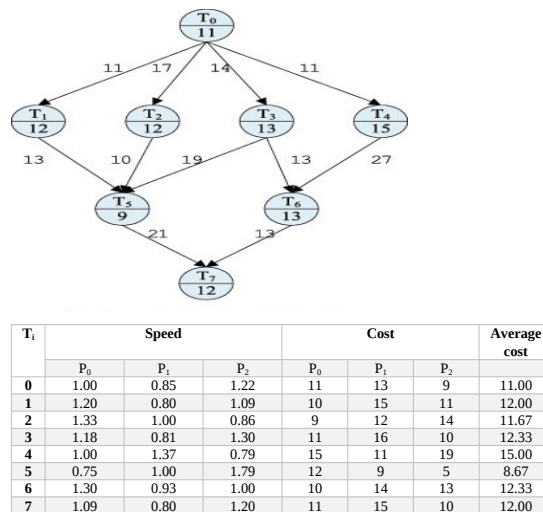 T0
11
11 17 14 11
T1 T2 T3 T4
12 12 13 15
13 10 19 13 27
T5 T6
9 13
21 13
T7
12
Ti Speed Cost Average cost
P0 P1 P2 P0 P1 P2
0 1.00 0.85 1.22 11 13 9 11.00
1 1.20 0.80 1.09 10 15 11 12.00
2 1.33 1.00 0.86 9 12 14 11.67
3 1.18 0.81 1.30 11 16 10 12.33
4 1.00 1.37 0.79 15 11 19 15.00
5 0.75 1.00 1.79 12 9 5 8.67
6 1.30 0.93 1.00 10 14 13 12.33
7 1.09 0.80 1.20 11 15 10 12.00